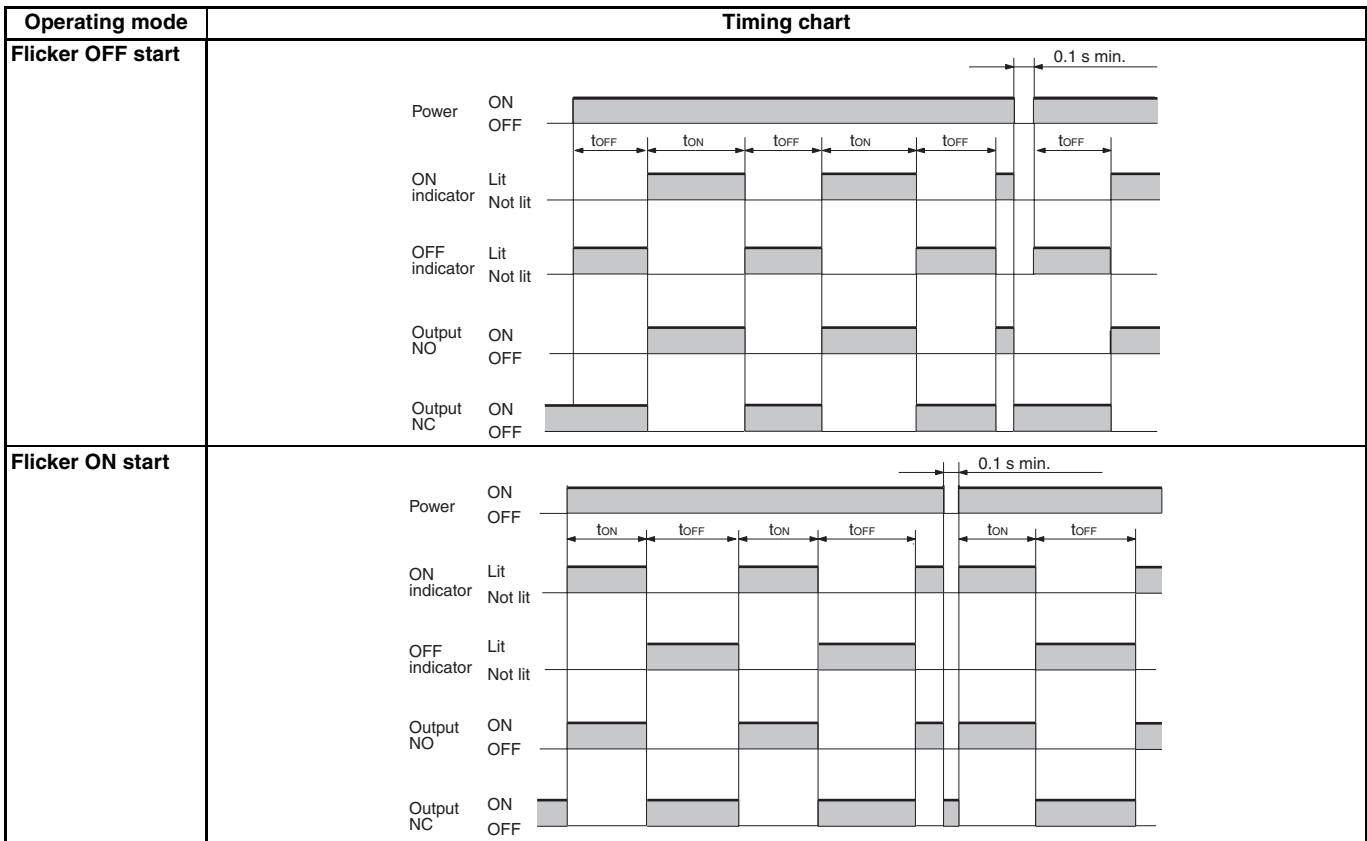 Operating mode Timing chart
Flicker OFF start
0.1 s min.
Power ON
OFF
tOFF tON tOFF tON tOFF tOFF
ON indicator Lit
Not lit
OFF indicator Lit
Not lit
Output NO ON
OFF
Output NC ON
OFF
Flicker ON start
0.1 s min.
Power ON
OFF
tON tOFF tON tOFF tON tOFF
ON indicator Lit
Not lit
OFF indicator Lit
Not lit
Output NO ON
OFF
Output NC ON
OFF